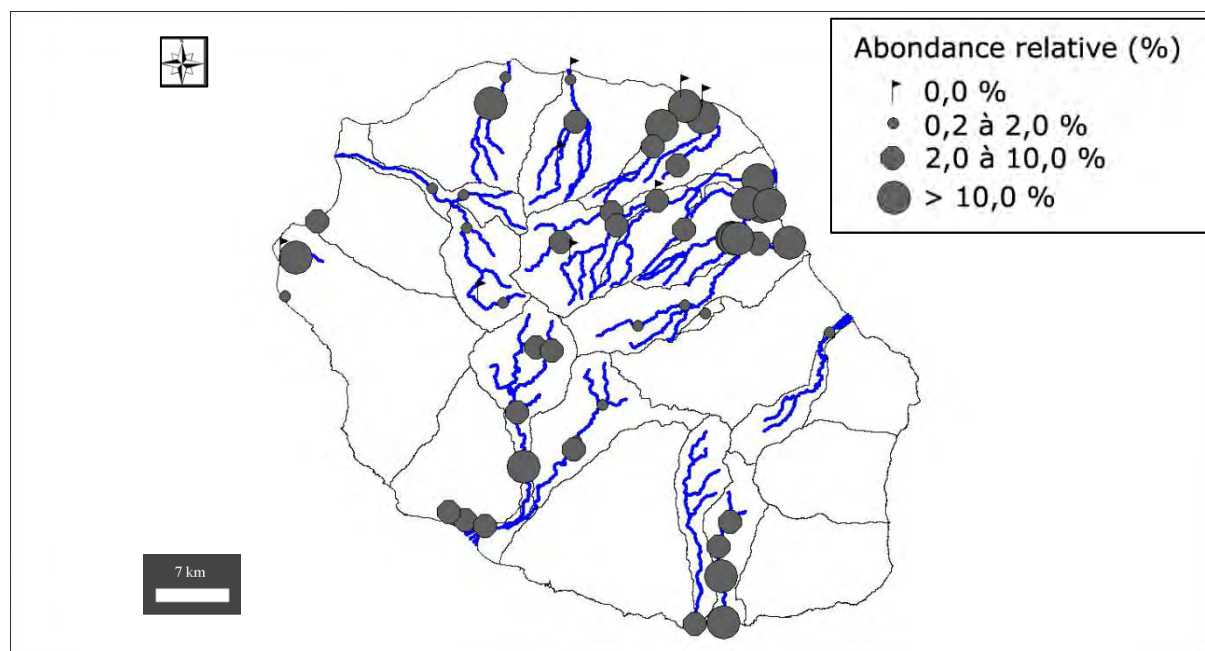 Abondance relative (%)
0,0 %
0,2 à 2,0 %
2,0 à 10,0 %
> 10,0 %
7 km